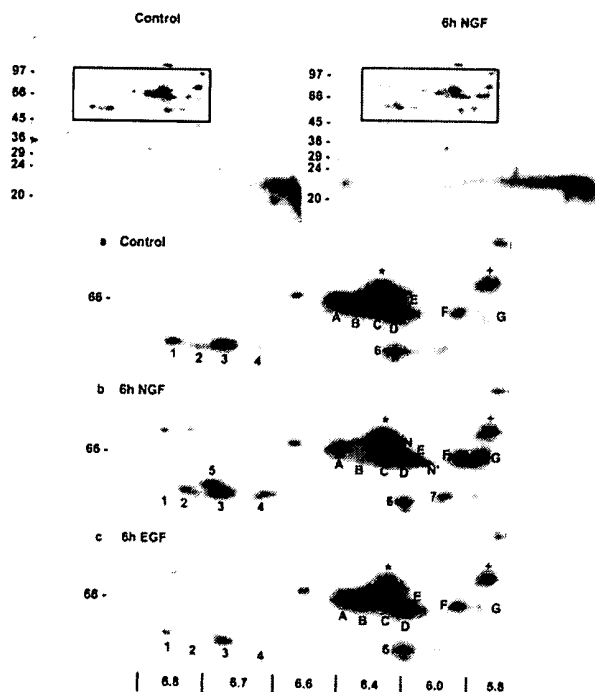 Control 6h NGF
97 - 97 -
66 - 66 -
45 - 45 -
36 - 36 -
29 - 29 -
24 - 24 -
20 - 20 -
a Control
*
+
66 -
E
A B C D F G
6
1 2 3 4
b 6h NGF
*
+
N
66 -
E F
A B C D N' G
5
1 2 3 4 6 7
c 6h EGF
*
+
66 -
E F
A B C D G
6
1 2 3 4
6.8 | 6.7 | 6.6 | 6.4 | 6.0 | 5.8